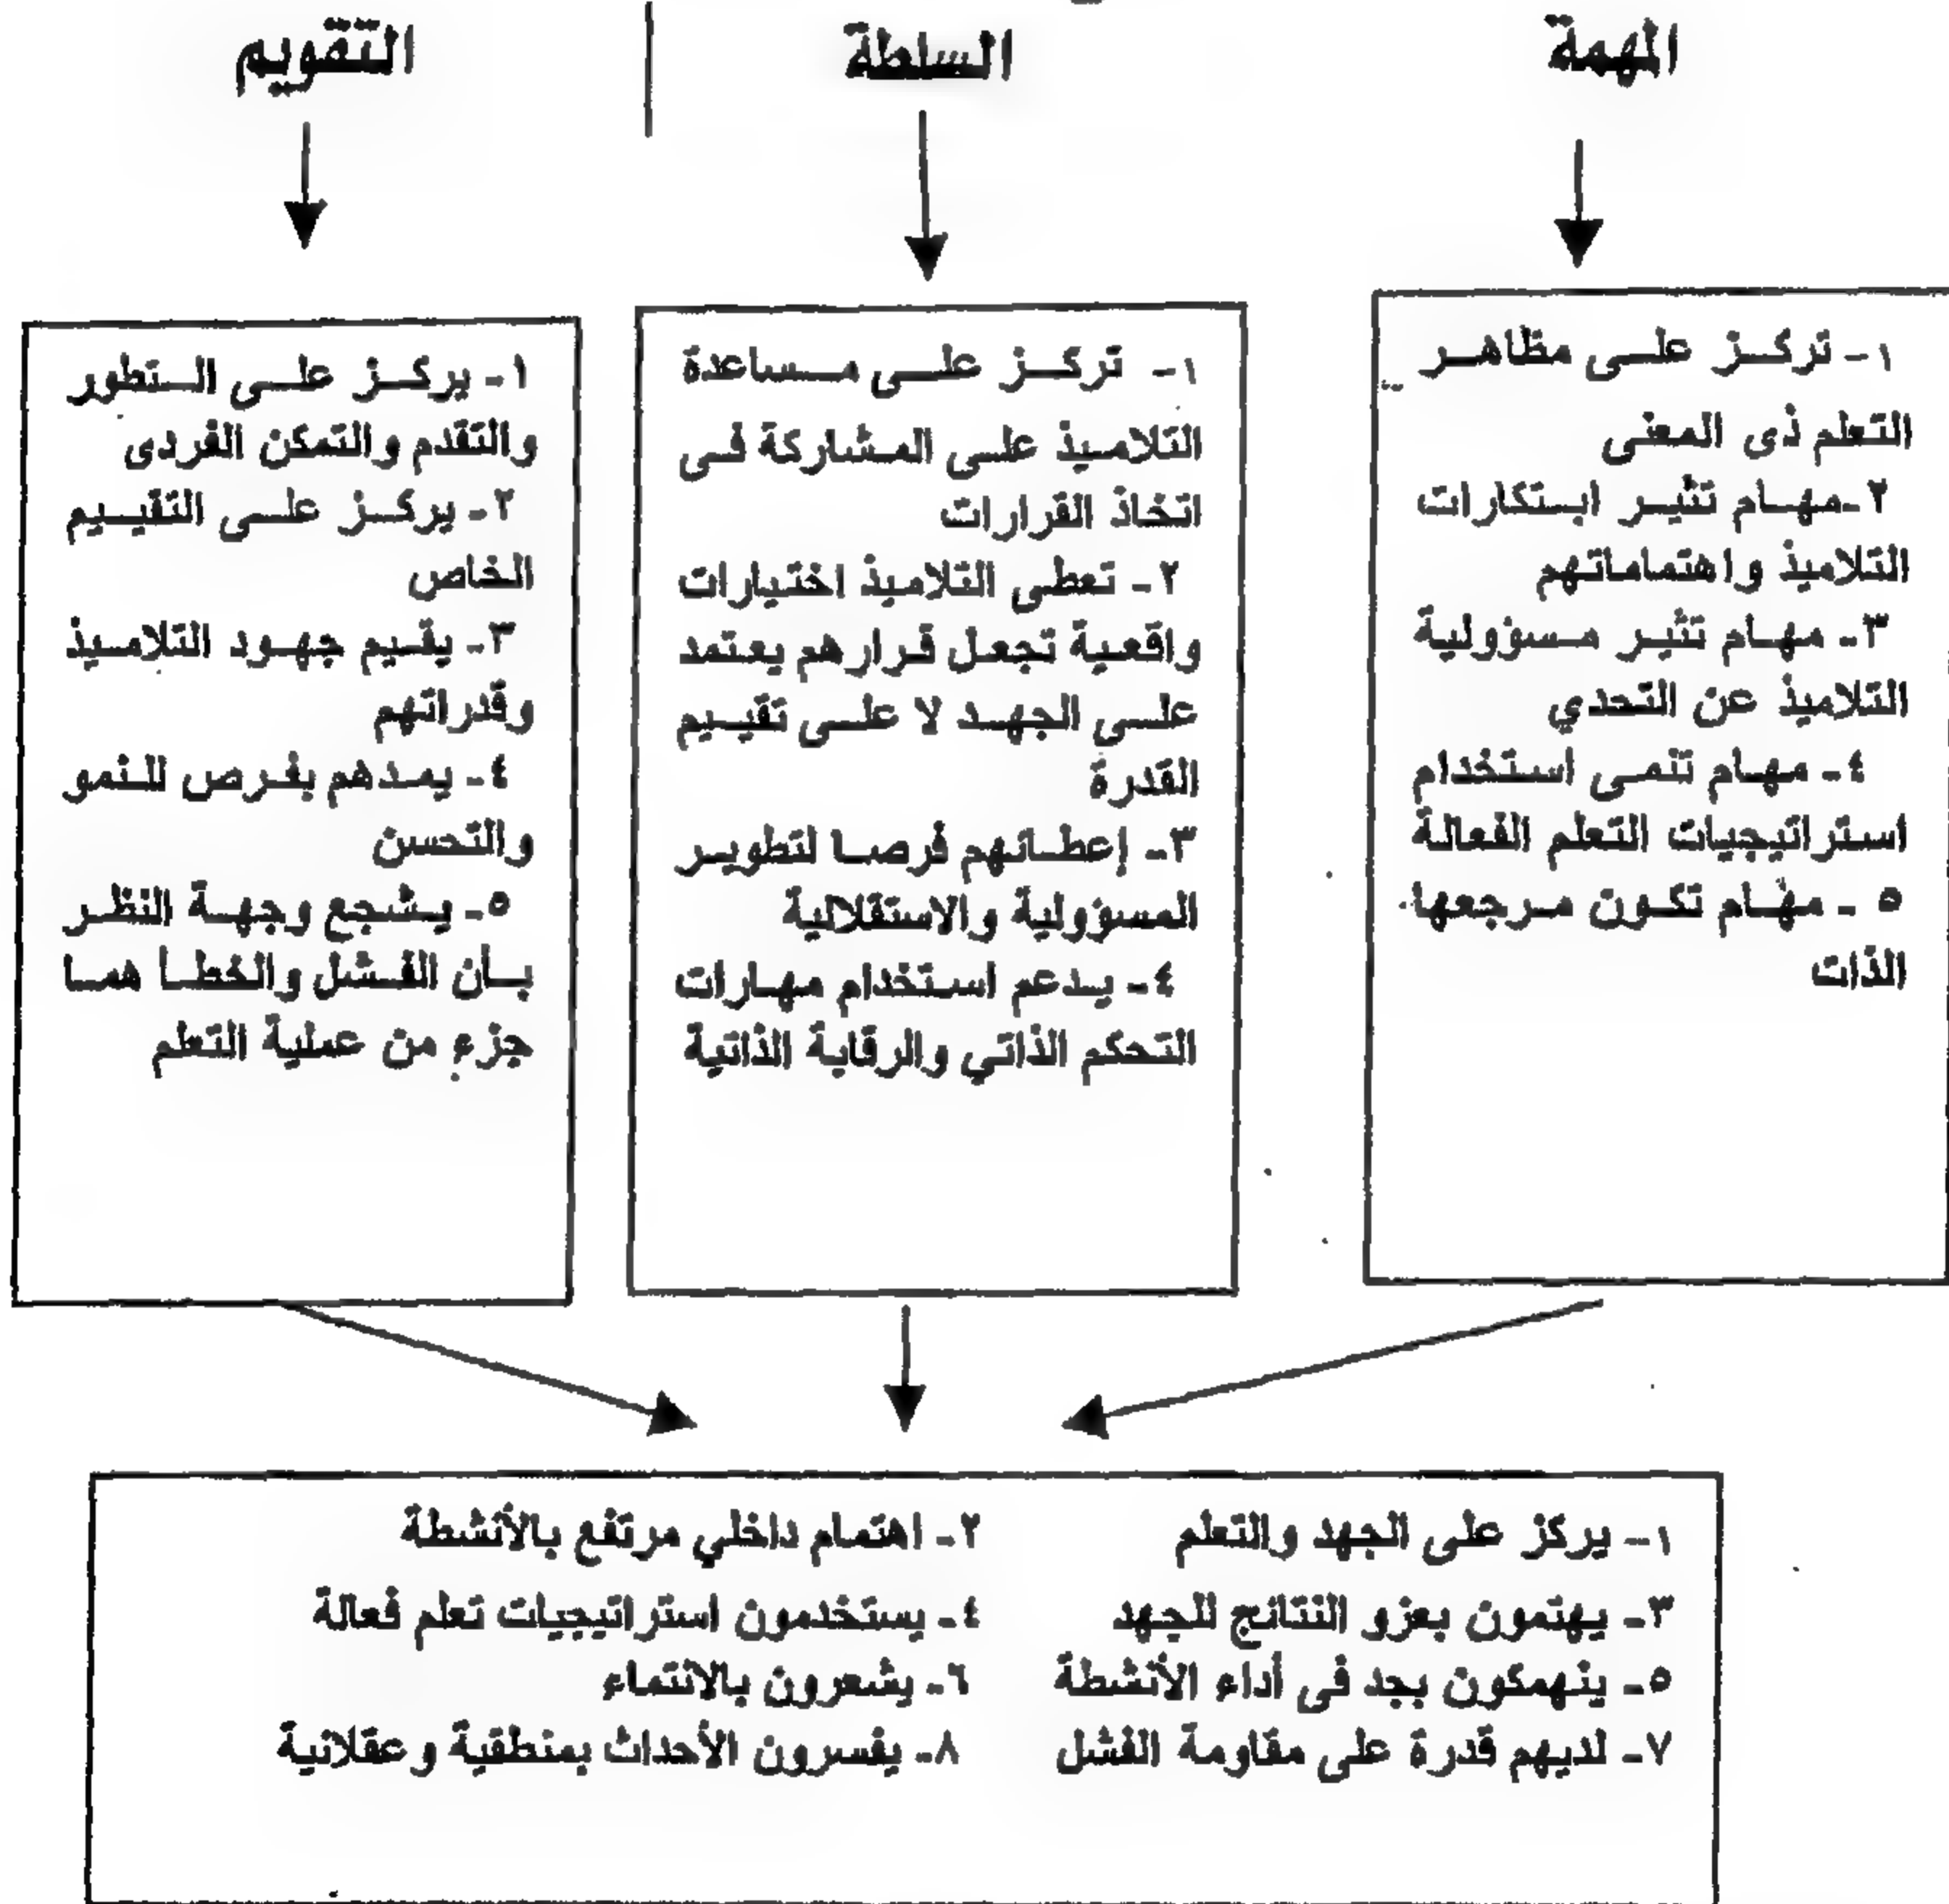 المهمة
السلطة
التقويم
١- تركز على مظاهر
التعلم ذى المعنى
٢-مهام تثير ابتكارات
التلاميذ واهتماماتهم
٣- مهام تثير مسؤولية
التلاميذ عن التحدي
٤- مهام تنمى استخدام
استراتيجيات التعلم الفعالة
٥ - مهام تكون مرجعها
الذات
١- تركز على مساعدة
التلاميذ على المشاركة فى
اتخاذ القرارات
٢- تعطى التلاميذ اختيارات
واقعية تجعل قرارهم يعتمد
على الجهد لا على تقييم
القدرة
٣- إعطائهم فرصا لتطوير
المسؤولية والاستقلالية
٤- يدعم استخدام مهارات
التحكم الذاتي والرقابة الذاتية
١- يركز على التطور
والتقدم والتمكن الفردى
٢- يركز على التقييم
الخاص
٣- يقيم جهود التلاميذ
وقدراتهم
٤- يمدهم بفرص للنمو
والتحسن
٥- يشجع وجهة النظر
بأن الفشل والخطأ هما
جزء من عملية التعلم
١- يركز على الجهد والتعلم ٢- اهتمام داخلي مرتفع بالأنشطة
٣- يهتمون بعزو النتائج للجهد ٤- يستخدمون استراتيجيات تعلم فعالة
٥- ينهمكون بجد فى أداء الأنشطة ٦- يشعرون بالانتماء
٧- لديهم قدرة على مقاومة الفشل ٨- يفسرون الأحداث بمنطقية وعقلانية